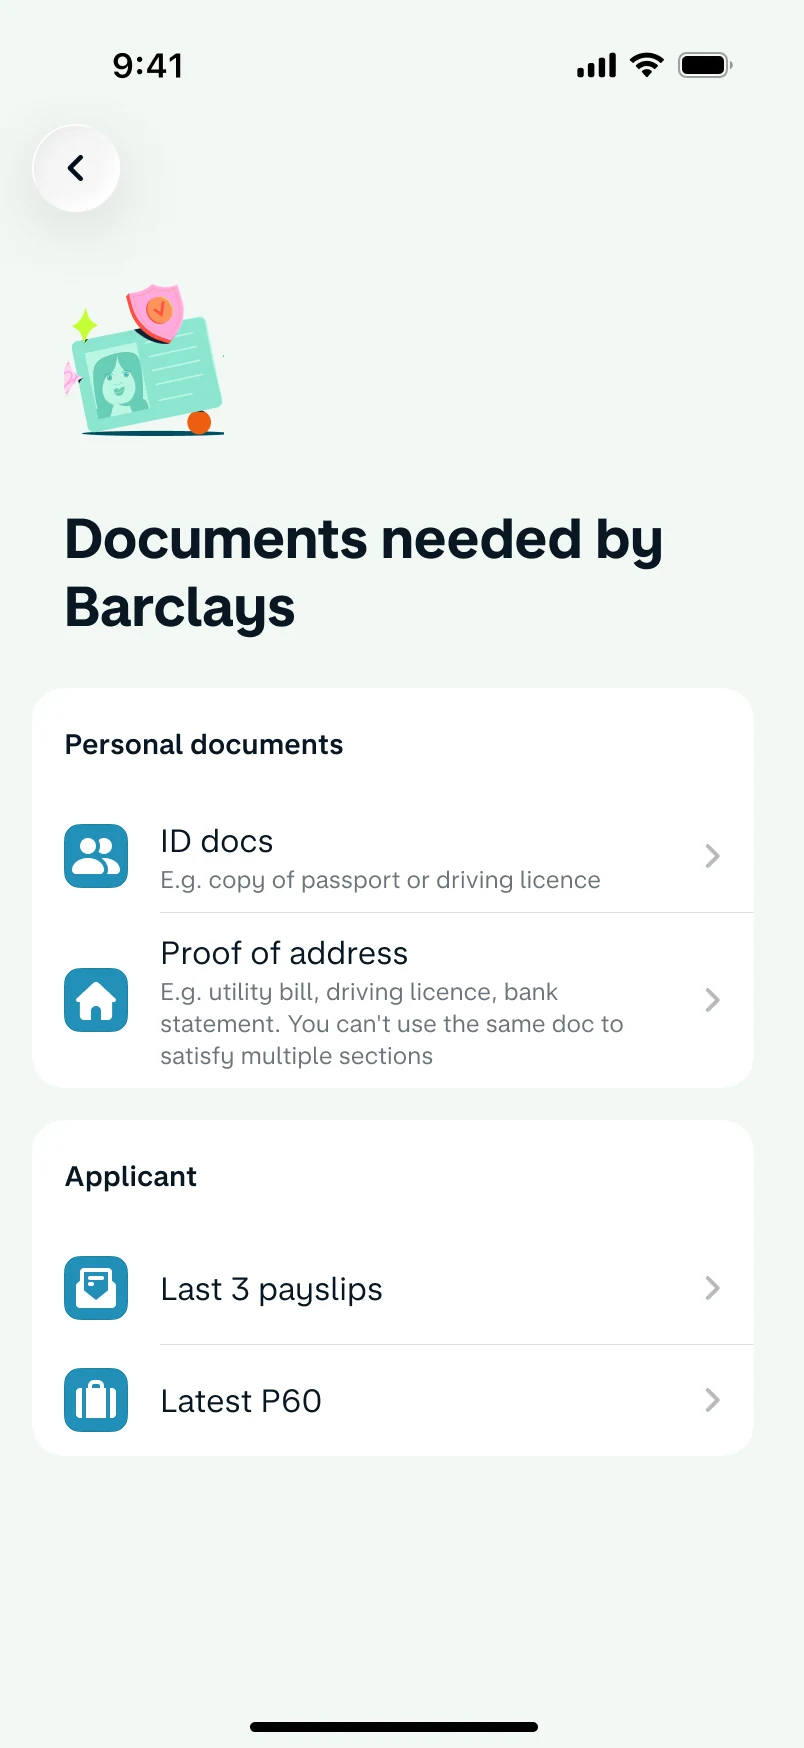 9:41
Documents needed by
Barclays
Personal documents
ID docs
E.g. copy of passport or driving licence
Proof of address
E.g. utility bill, driving licence, bank
statement. You can't use the same doc to
satisfy multiple sections
Applicant
Last 3 payslips
Latest P60